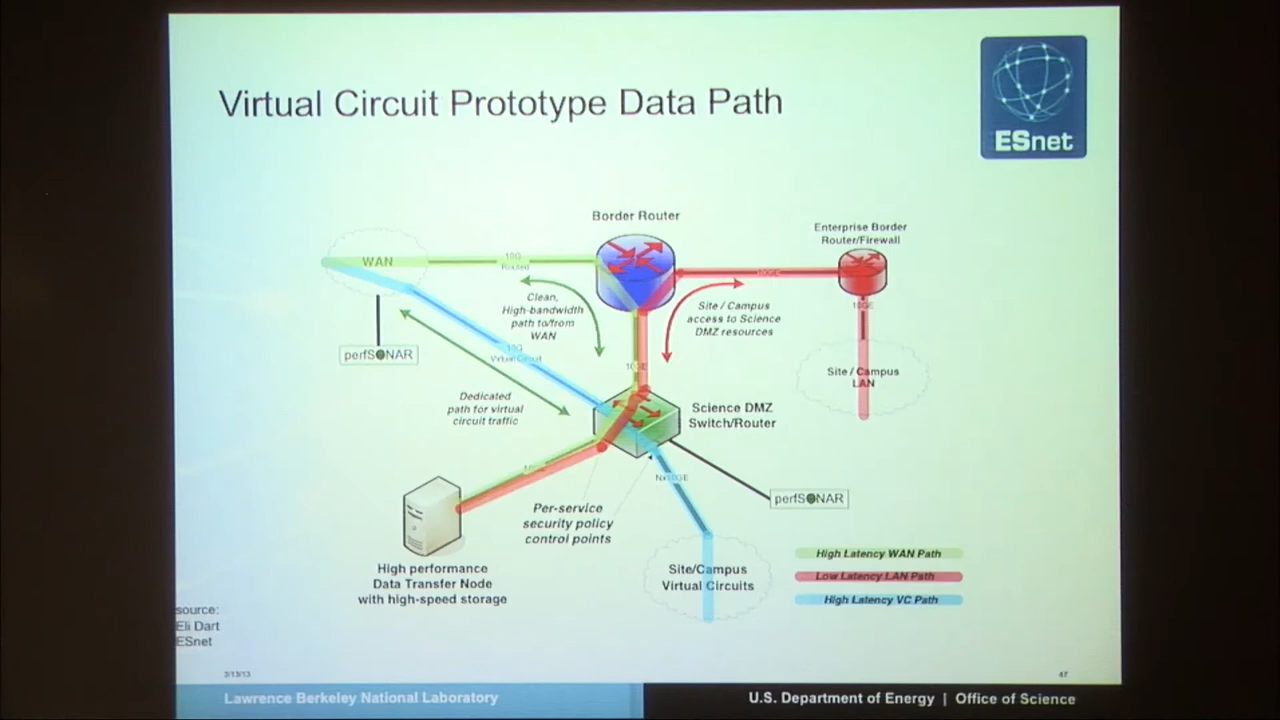 Virtual Circuit Prototype Data Path
ESnet
Border Router
Enterprise Border
Router/Firewall
WAN
10G
Routed
10GE
10GE
Clean,
High-bandwidth
path to/from
WAN
Site / Campus
access to Science
DMZ resources
perfSONAR
10G
Virtual Circuit
10GE
Site / Campus
LAN
Dedicated
path for virtual
circuit traffic
Science DMZ
Switch/Router
Nx10GE
perfSONAR
Per-service
security policy
control points
High performance
Data Transfer Node
with high-speed storage
Site/Campus
Virtual Circuits
High Latency WAN Path
Low Latency LAN Path
High Latency VC Path
source:
Eli Dart
ESnet
47
Lawrence Berkeley National Laboratory
U.S. Department of Energy | Office of Science